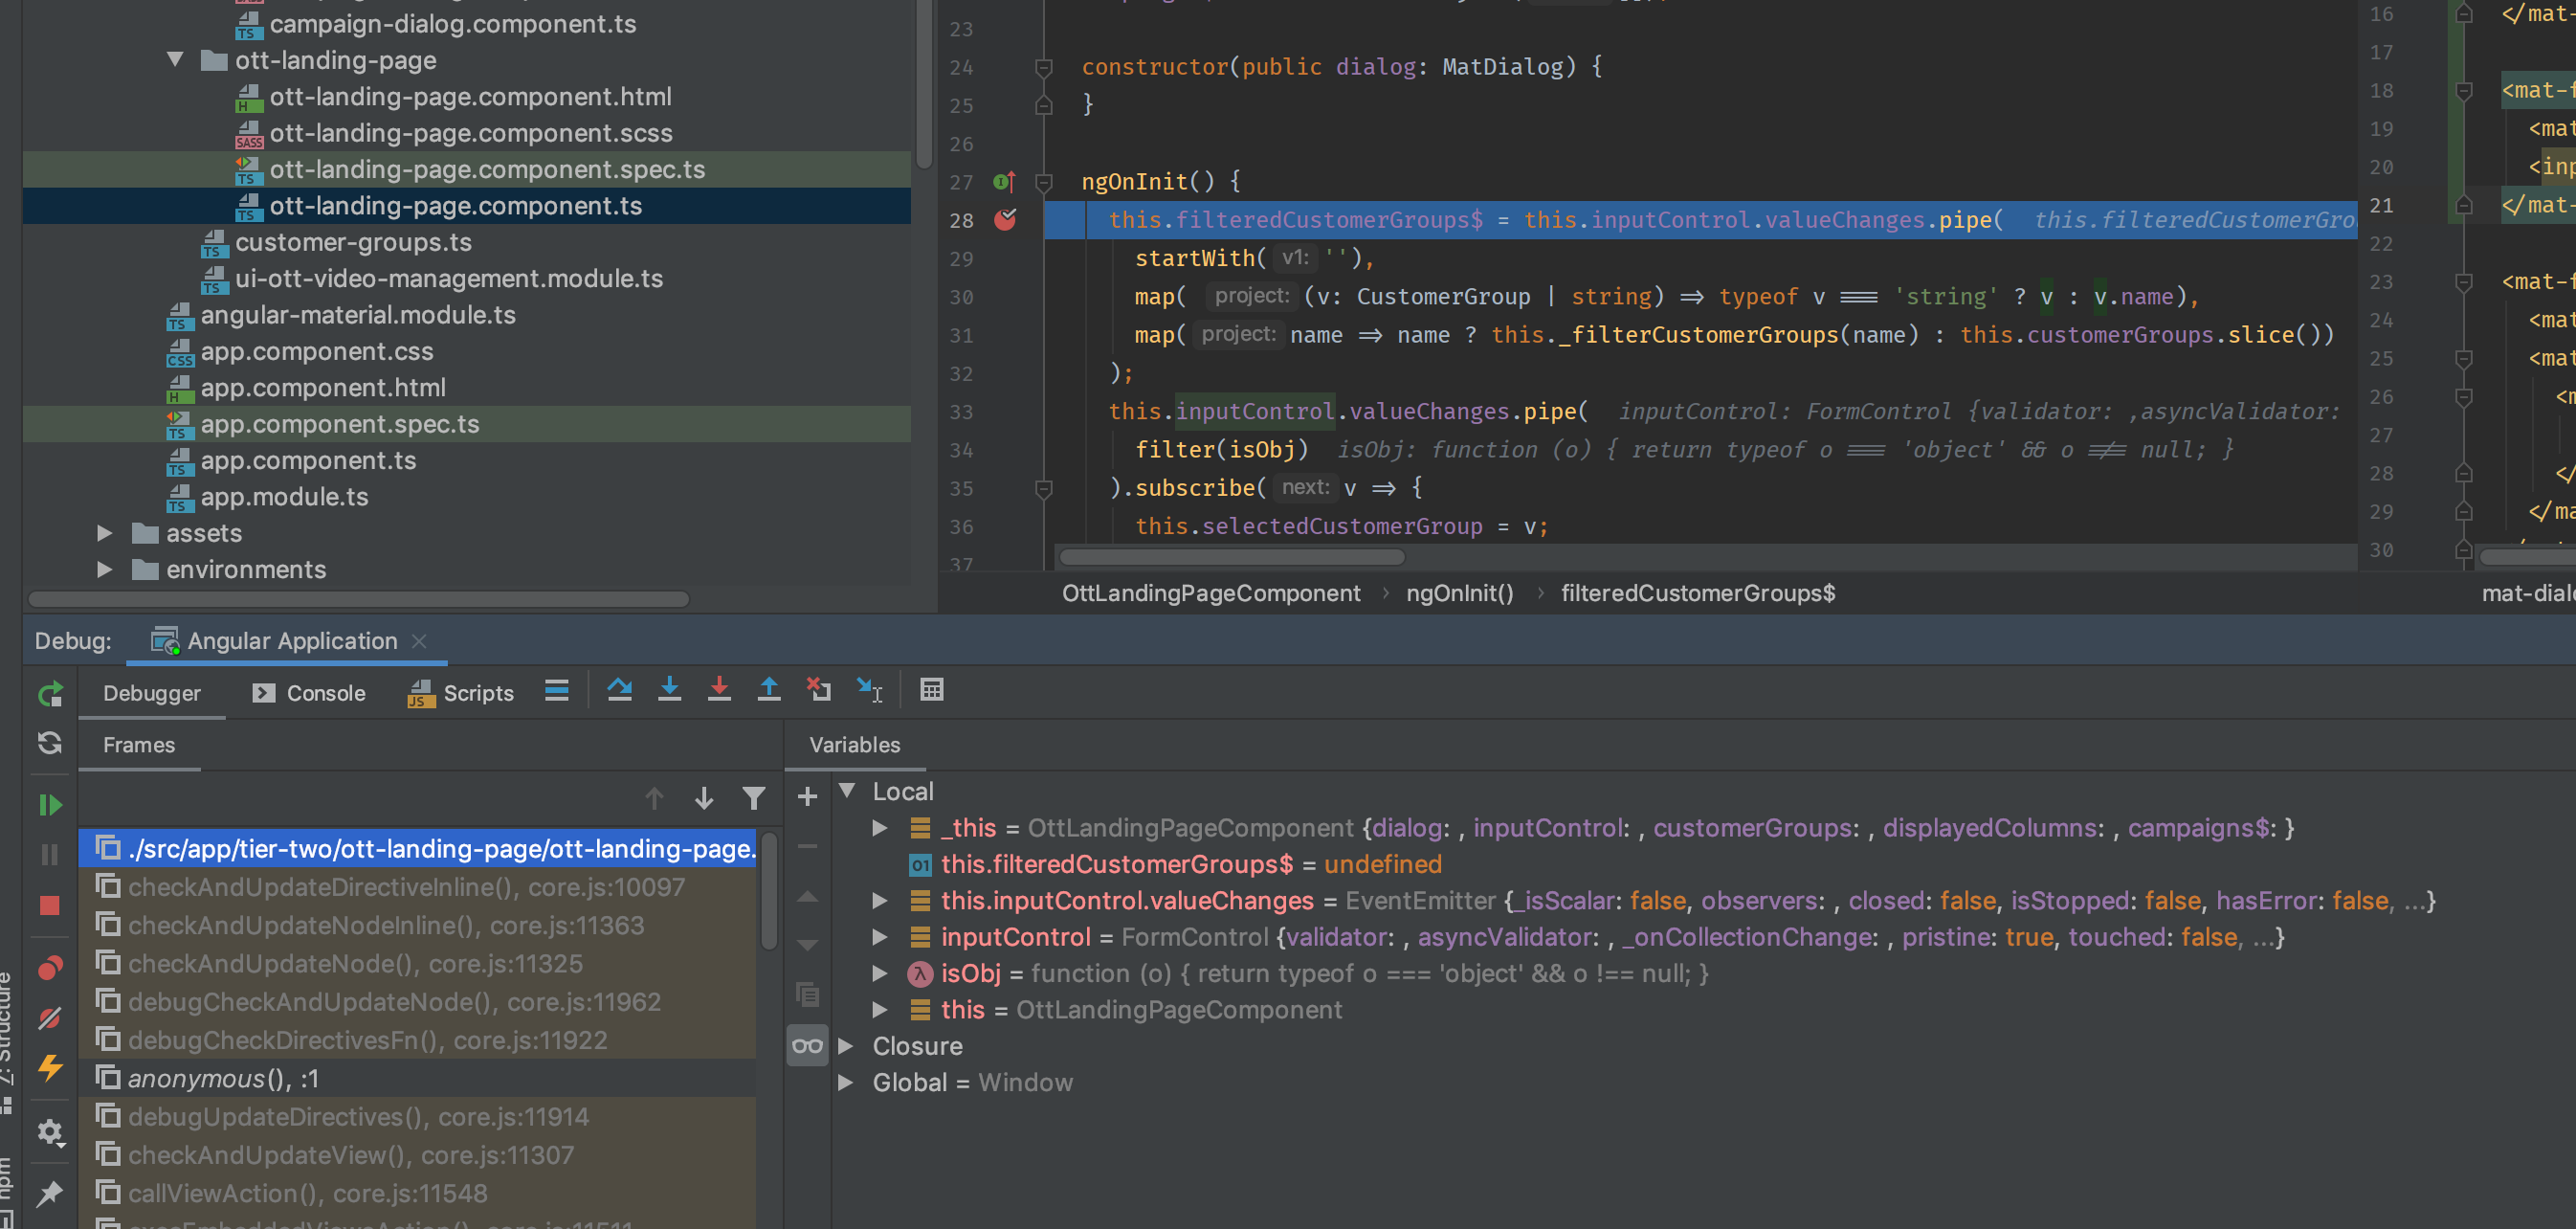 campaign-dialog.component.ts
ott-landing-page
ott-landing-page.component.html
ott-landing-page.component.scss
ott-landing-page.component.spec.ts
ott-landing-page.component.ts
customer-groups.ts
ui-ott-video-management.module.ts
angular-material.module.ts
app.component.css
app.component.html
app.component.spec.ts
app.component.ts
app.module.ts
assets
environments
23
24 constructor(public dialog: MatDialog) {
25 }
26
27 ngOnInit() {
28 this.filteredCustomerGroups$ = this.inputControl.valueChanges.pipe( this.filteredCustomerGro
29 startWith( v1: ''),
30 map( project: (v: CustomerGroup | string) => typeof v === 'string' ? v : v.name),
31 map( project: name => name ? this._filterCustomerGroups(name) : this.customerGroups.slice())
32 );
33 this.inputControl.valueChanges.pipe( inputControl: FormControl {validator: ,asyncValidator:
34 filter(isObj) isObj: function (o) { return typeof o === 'object' && o !== null; }
35 ).subscribe( next: v => {
36 this.selectedCustomerGroup = v;
37
OttLandingPageComponent › ngOnInit() › filteredCustomerGroups$
16 </mat-
17
18 <mat-f
19 <mat
20 <inp
21 </mat-
22
23 <mat-f
24 <mat
25 <mat
26 <m
27
28 </
29 </ma
30
mat-dial
Debug: Angular Application
Debugger Console Scripts
JS
Frames
./src/app/tier-two/ott-landing-page/ott-landing-page.
checkAndUpdateDirectiveInline(), core.js:10097
checkAndUpdateNodeInline(), core.js:11363
checkAndUpdateNode(), core.js:11325
debugCheckAndUpdateNode(), core.js:11962
debugCheckDirectivesFn(), core.js:11922
anonymous(), :1
debugUpdateDirectives(), core.js:11914
checkAndUpdateView(), core.js:11307
callViewAction(), core.js:11548
Variables
Local
_this = OttLandingPageComponent {dialog: , inputControl: , customerGroups: , displayedColumns: , campaigns$: }
this.filteredCustomerGroups$ = undefined
this.inputControl.valueChanges = EventEmitter {_isScalar: false, observers: , closed: false, isStopped: false, hasError: false, ...}
inputControl = FormControl {validator: , asyncValidator: , _onCollectionChange: , pristine: true, touched: false, ...}
isObj = function (o) { return typeof o === 'object' && o !== null; }
this = OttLandingPageComponent
Closure
Global = Window
Z: Structure
npm